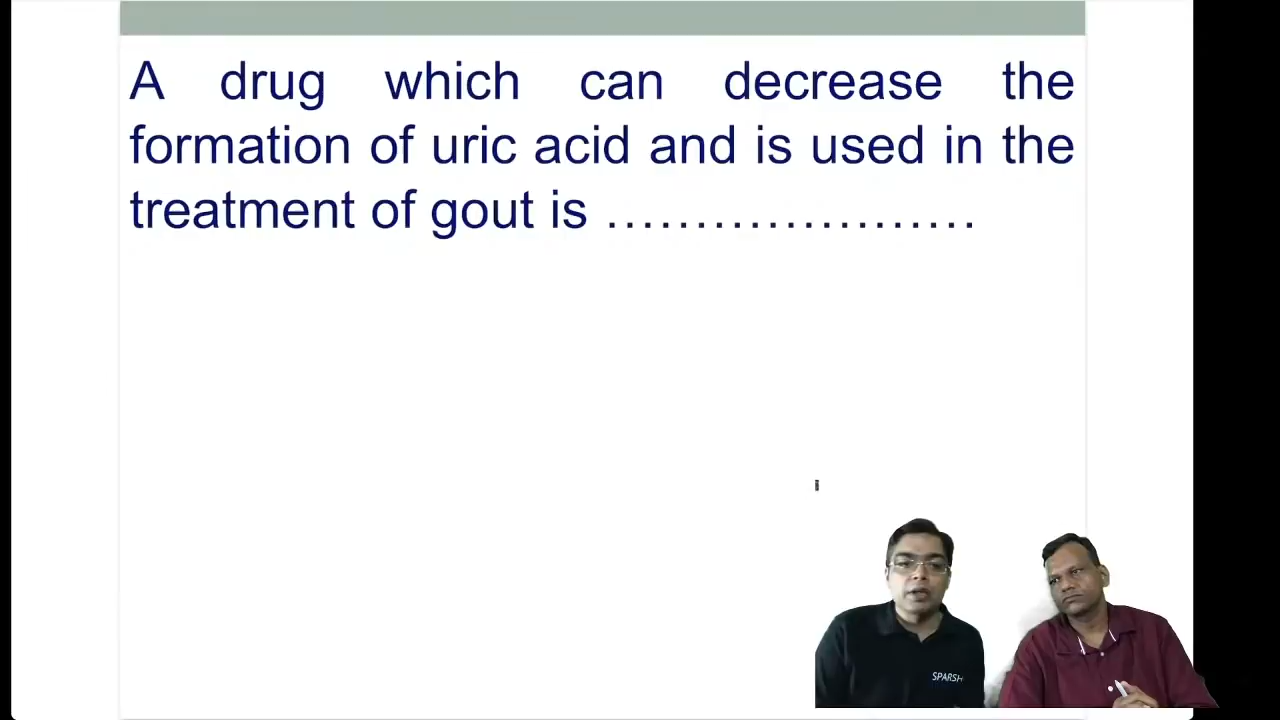 A drug which can decrease the
formation of uric acid and is used in the
treatment of gout is .....................
SPARSH